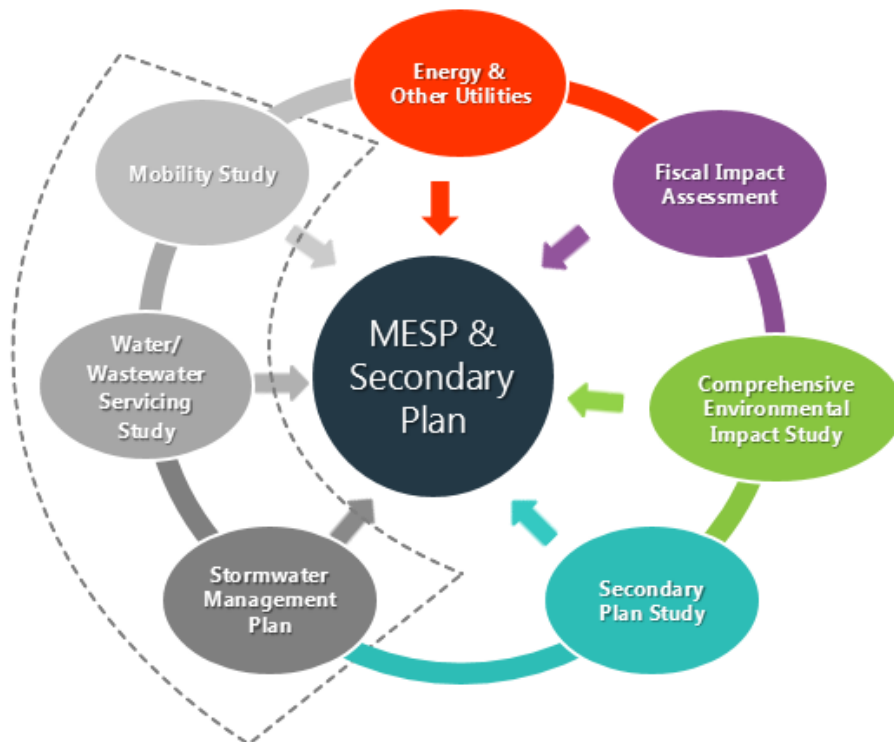 Energy &
Other Utilities
Fiscal Impact
Assessment
Comprehensive
Environmental
Impact Study
Secondary
Plan Study
Stormwater
Management
Plan
Water/
Wastewater
Servicing
Study
Mobility Study
MESP &
Secondary
Plan